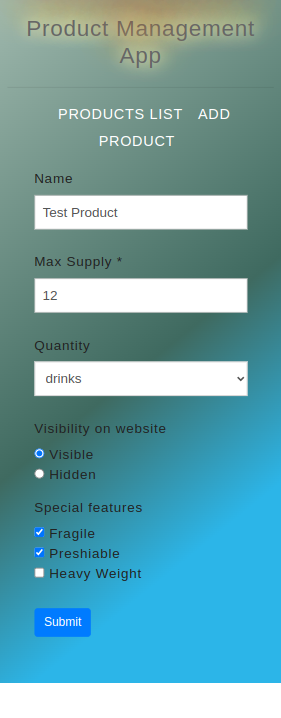 Product Management
App
PRODUCTS LIST ADD
PRODUCT
Name
Test Product
Max Supply *
12
Quantity
drinks
Visibility on website
Visible
Hidden
Special features
Fragile
Preshiable
Heavy Weight
Submit